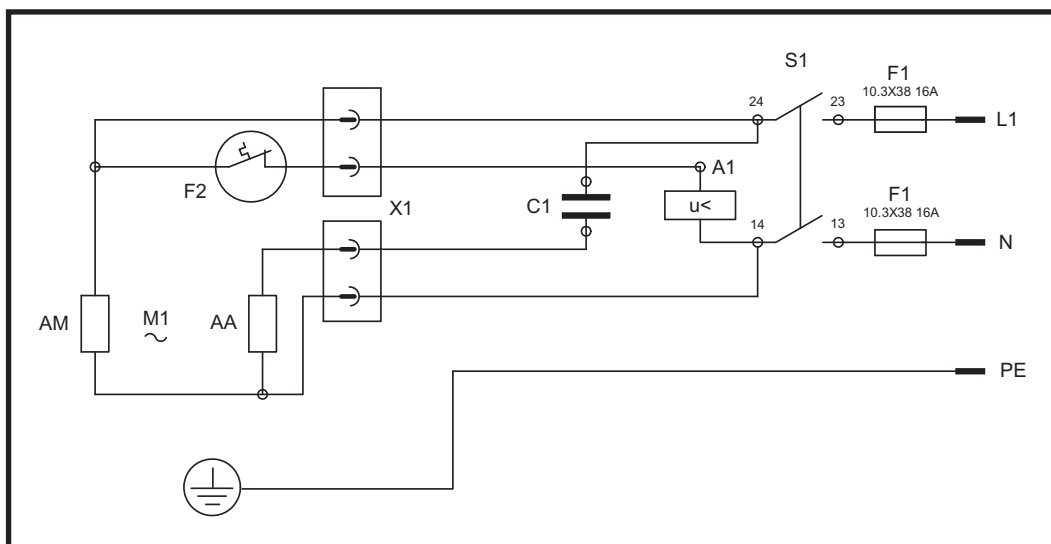 S1
F1
10.3X38 16A
24
23
L1
F2
A1
X1
C1
u<
F1
10.3X38 16A
14
13
N
AM
M1
AA
PE